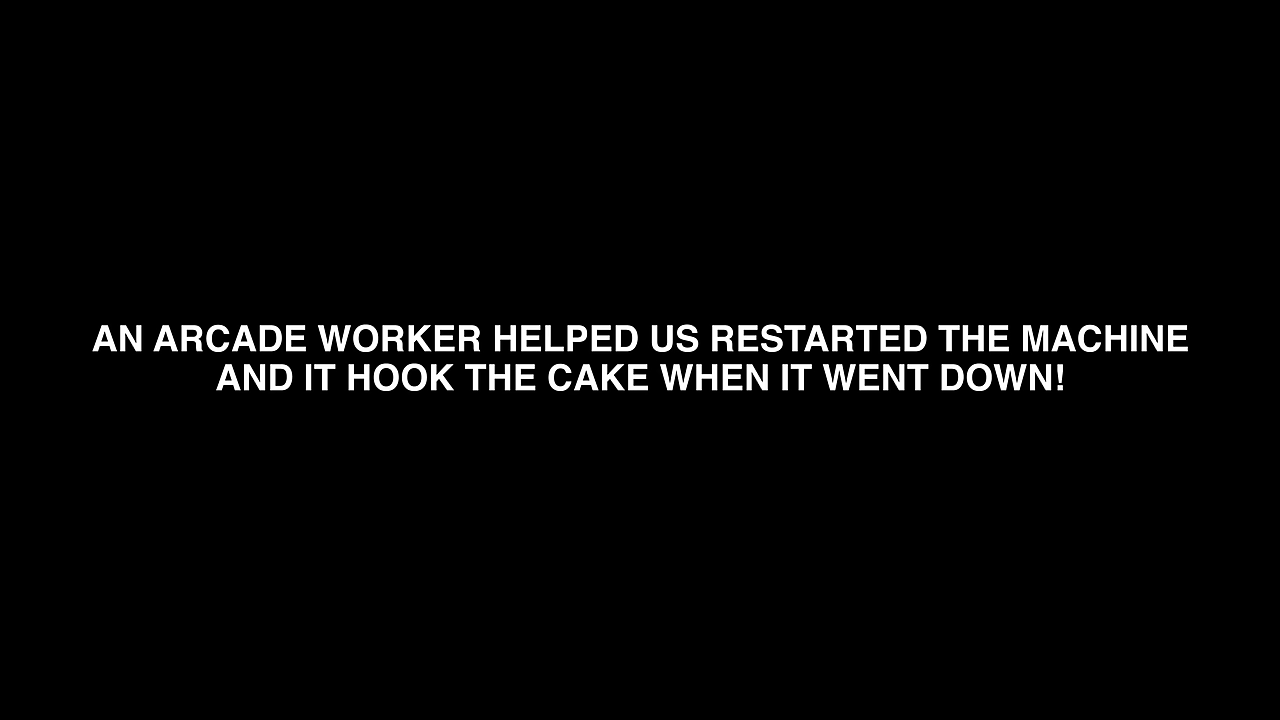 AN ARCADE WORKER HELPED US RESTARTED THE MACHINE
AND IT HOOK THE CAKE WHEN IT WENT DOWN!